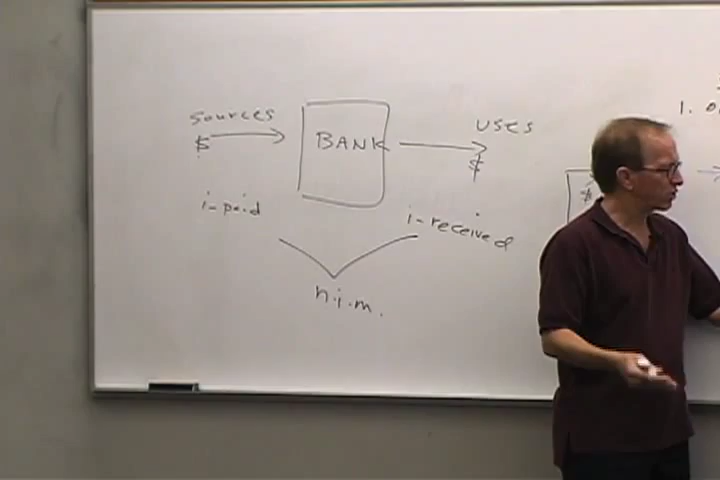 sources
$
BANK
uses
$
i-paid
i-received
n.i.m.
1.
$